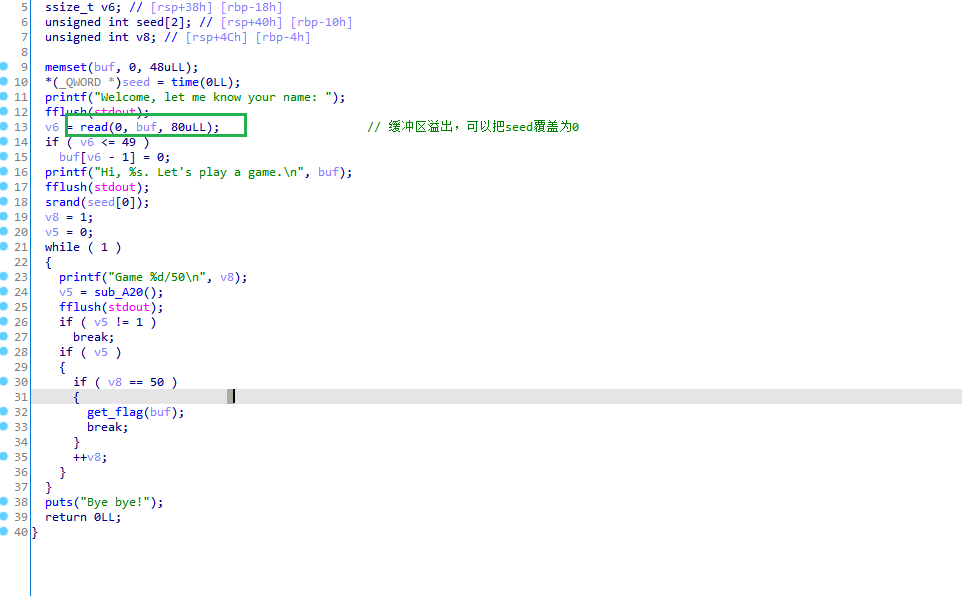 5 ssize_t v6; // [rsp+38h] [rbp-18h]
6 unsigned int seed[2]; // [rsp+40h] [rbp-10h]
7 unsigned int v8; // [rsp+4Ch] [rbp-4h]
8
9 memset(buf, 0, 48uLL);
10 *(_QWORD *)seed = time(0LL);
11 printf("Welcome, let me know your name: ");
12 fflush(stdout);
13 v6 = read(0, buf, 80uLL); // 缓冲区溢出，可以把seed覆盖为0
14 if ( v6 <= 49 )
15 buf[v6 - 1] = 0;
16 printf("Hi, %s. Let's play a game.\n", buf);
17 fflush(stdout);
18 srand(seed[0]);
19 v8 = 1;
20 v5 = 0;
21 while ( 1 )
22 {
23 printf("Game %d/50\n", v8);
24 v5 = sub_A20();
25 fflush(stdout);
26 if ( v5 != 1 )
27 break;
28 if ( v5 )
29 {
30 if ( v8 == 50 )
31 {
32 get_flag(buf);
33 break;
34 }
35 ++v8;
36 }
37 }
38 puts("Bye bye!");
39 return 0LL;
40 }